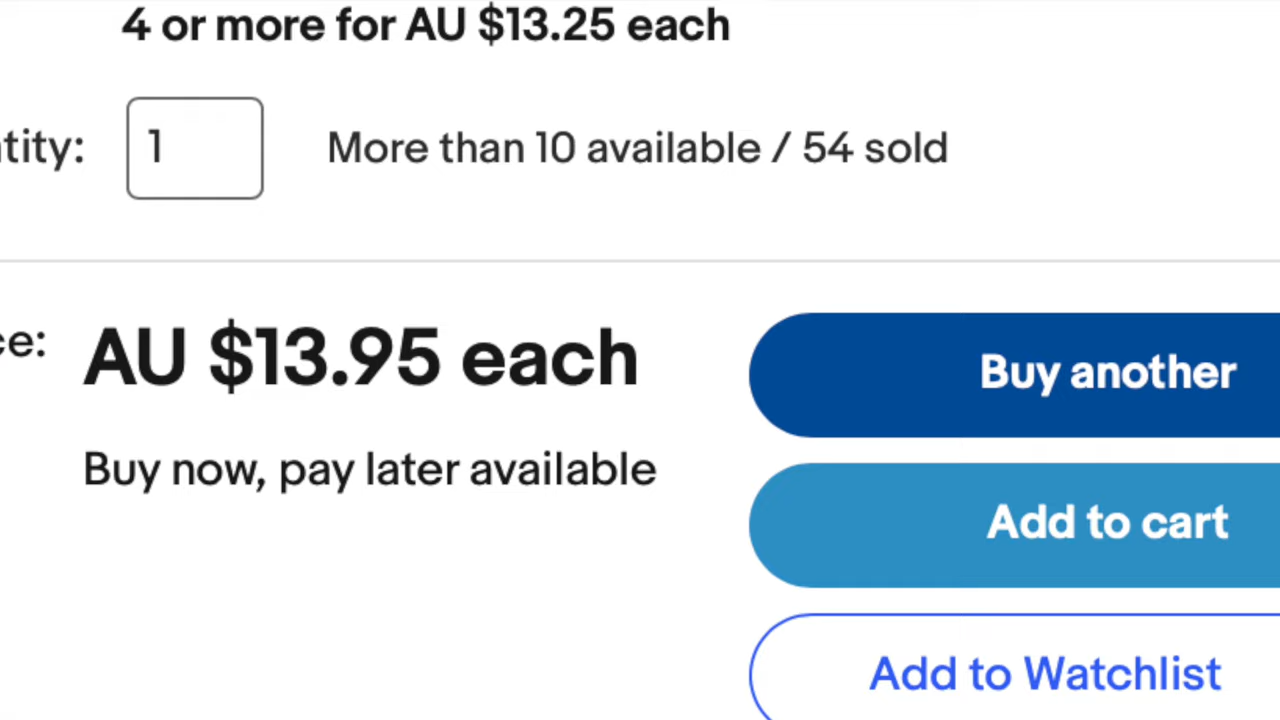 4 or more for AU $13.25 each
tity: 1 More than 10 available / 54 sold
ce: AU $13.95 each
Buy another
Buy now, pay later available
Add to cart
Add to Watchlist